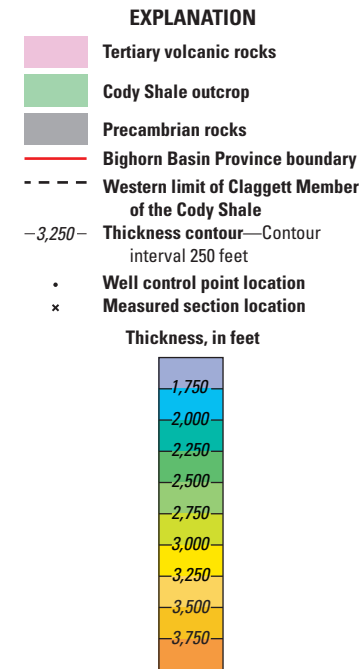 EXPLANATION
Tertiary volcanic rocks
Cody Shale outcrop
Precambrian rocks
Bighorn Basin Province boundary
Western limit of Claggett Member
of the Cody Shale
–3,250– Thickness contour—Contour
interval 250 feet
Well control point location
Measured section location
Thickness, in feet
1,750
2,000
2,250
2,500
2,750
3,000
3,250
3,500
3,750